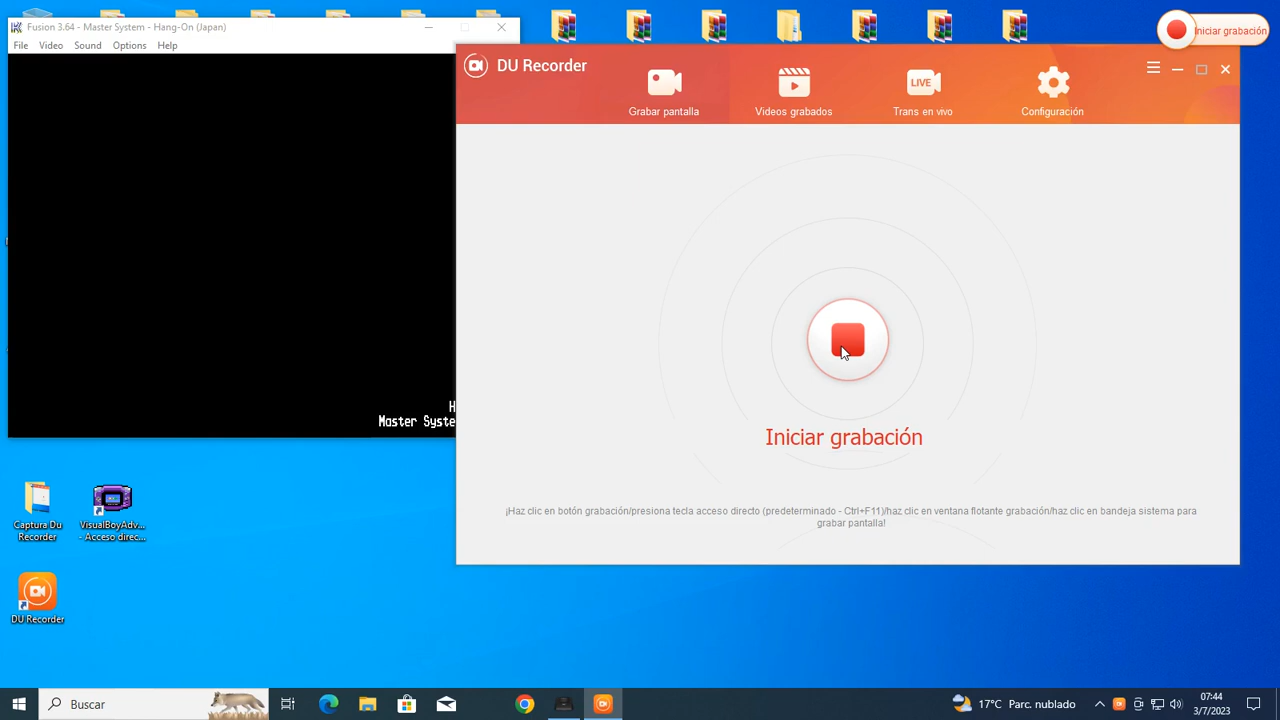 Fusion 3.64 - Master System - Hang-On (Japan)
File Video Sound Options Help
H
Master Syste
Iniciar grabación
DU Recorder
Grabar pantalla
Videos grabados
LIVE
Trans en vivo
Configuración
Iniciar grabación
¡Haz clic en botón grabación/presiona tecla acceso directo (predeterminado - Ctrl+F11)/haz clic en ventana flotante grabación/haz clic en bandeja sistema para
grabar pantalla!
Captura Du
Recorder
VisualBoyAdv...
- Acceso direc...
DU Recorder
Buscar
17°C Parc. nublado
07:44
3/7/2023